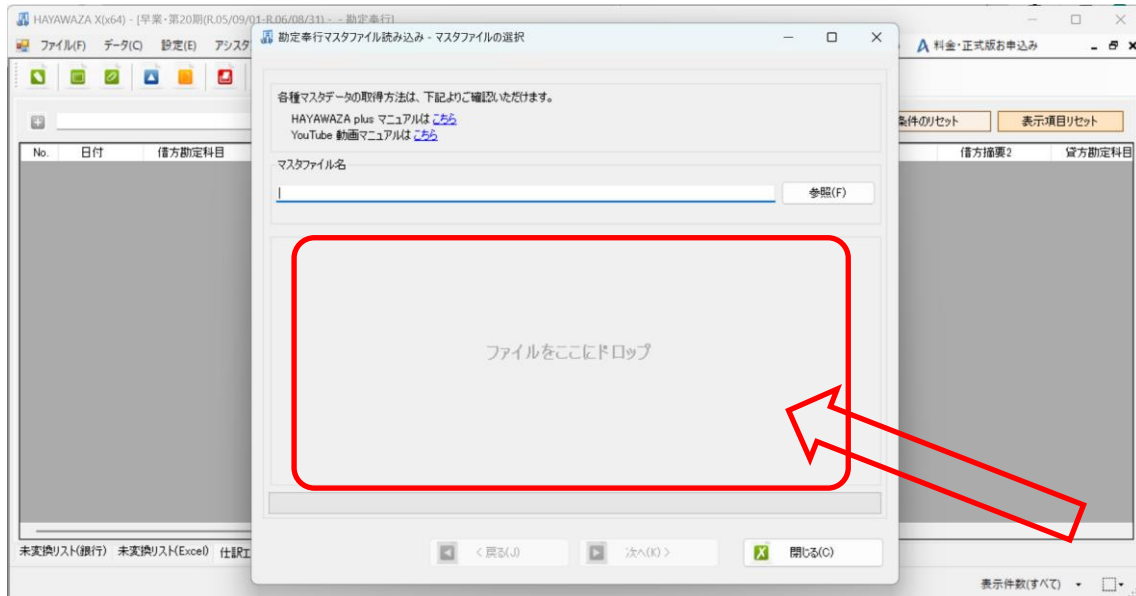 HAYAWAZA X(x64) - [早業・第20期(R.05/09/01-R.06/08/31) - - 勘定奉行]
ファイル(F) データ(C) 設定(E) アシスタ
料金・正式版お申込み
勘定奉行マスタファイル読み込み - マスタファイルの選択
各種マスタデータの取得方法は、下記よりご確認いただけます。
HAYAWAZA plus マニュアルは こちら
YouTube 動画マニュアルは こちら
条件のリセット 表示項目リセット
No. 日付 借方勘定科目 借方摘要2 貸方勘定科目
マスタファイル名
参照(F)
ファイルをここにドロップ
未変換リスト(銀行) 未変換リスト(Excel) 仕訳エ
< 戻る(J) 次へ(K) > 閉じる(C)
表示件数(すべて)